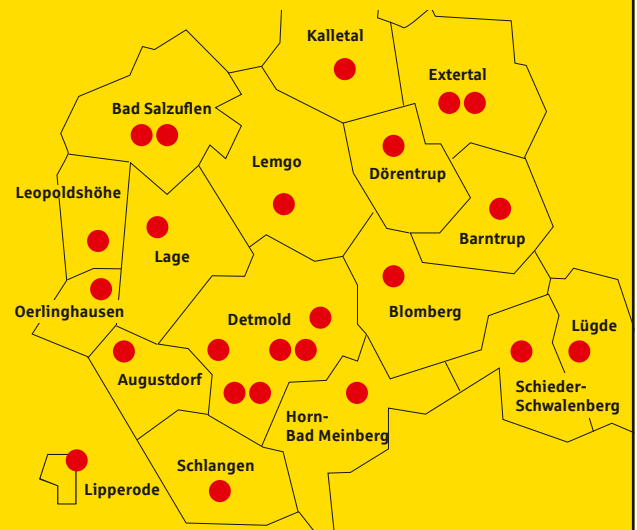 Kalletal
Extertal
Bad Salzuflen
Lemgo
Dörentrup
Leopoldshöhe
Barntrup
Lage
Oerlinghausen
Detmold
Blomberg
Lügde
Augustdorf
Schieder-
Schwalenberg
Horn-
Bad Meinberg
Schlangen
Lipperode